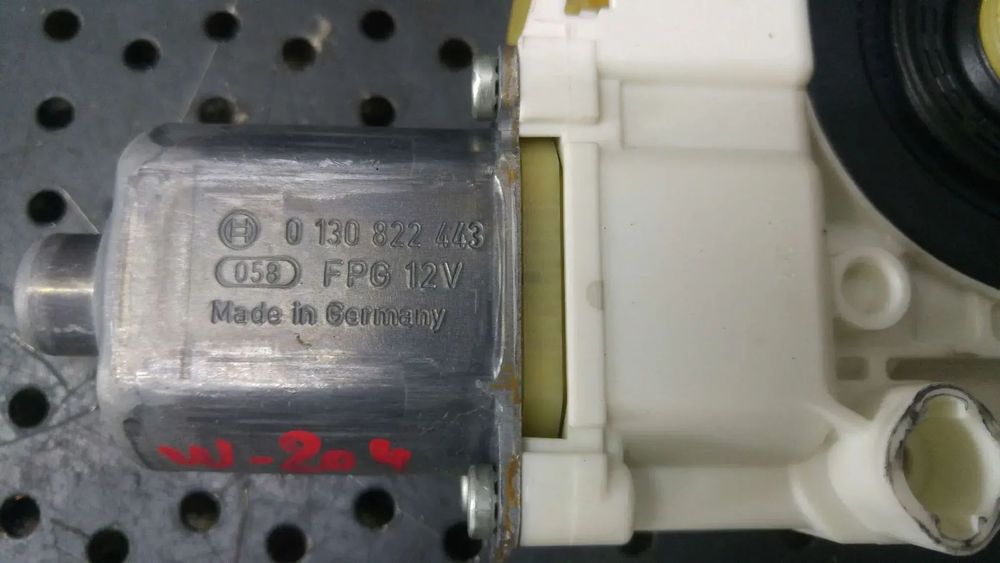 0 130 822 443
058 FPG 12V
Made in Germany
W-204